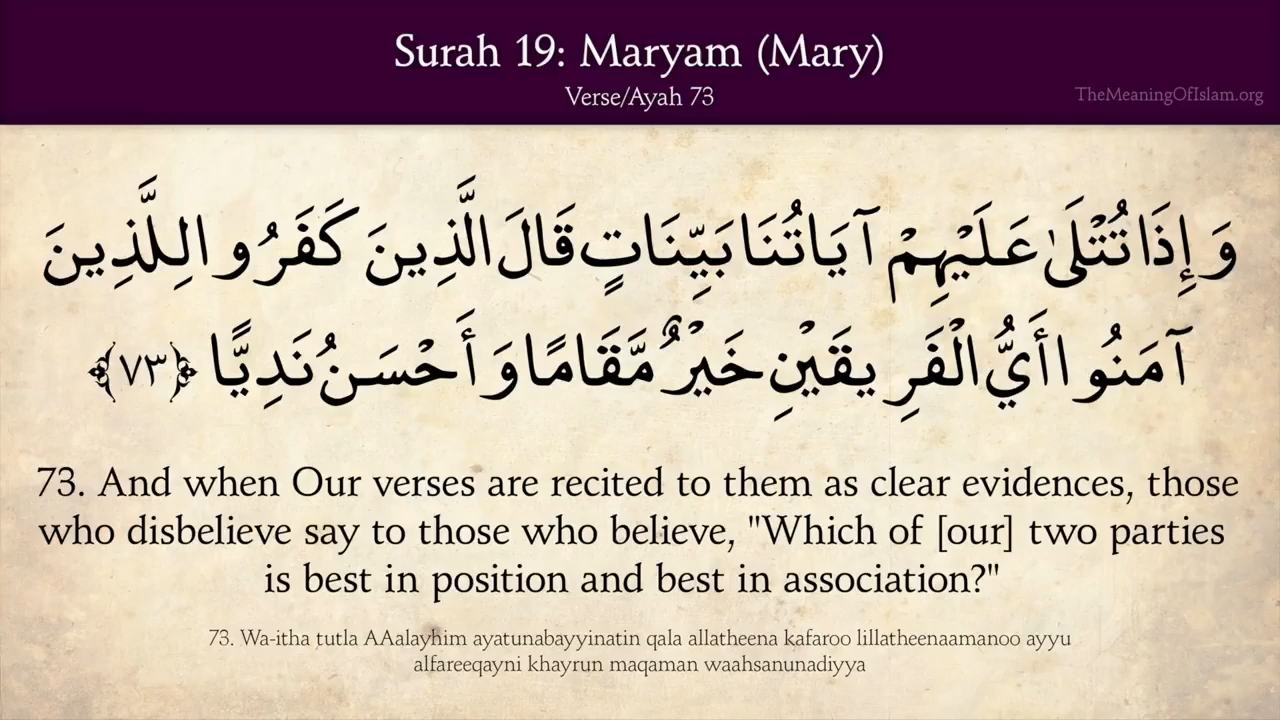 Surah 19: Maryam (Mary)
Verse/Ayah 73
TheMeaningOfIslam.org
وَإِذَا تُتْلَىٰ عَلَيْهِمْ آيَاتُنَا بَيِّنَاتٍ قَالَ الَّذِينَ كَفَرُوا لِلَّذِينَ
آمَنُوا أَيُّ الْفَرِيقَيْنِ خَيْرٌ مَّقَامًا وَأَحْسَنُ نَدِيًّا ﴿٧٣﴾
73. And when Our verses are recited to them as clear evidences, those
who disbelieve say to those who believe, "Which of [our] two parties
is best in position and best in association?"
73. Wa-itha tutla AAalayhim ayatunabayyinatin qala allatheena kafaroo lillatheenaamanoo ayyu
alfareeqayni khayrun maqaman waahsanunadiyya